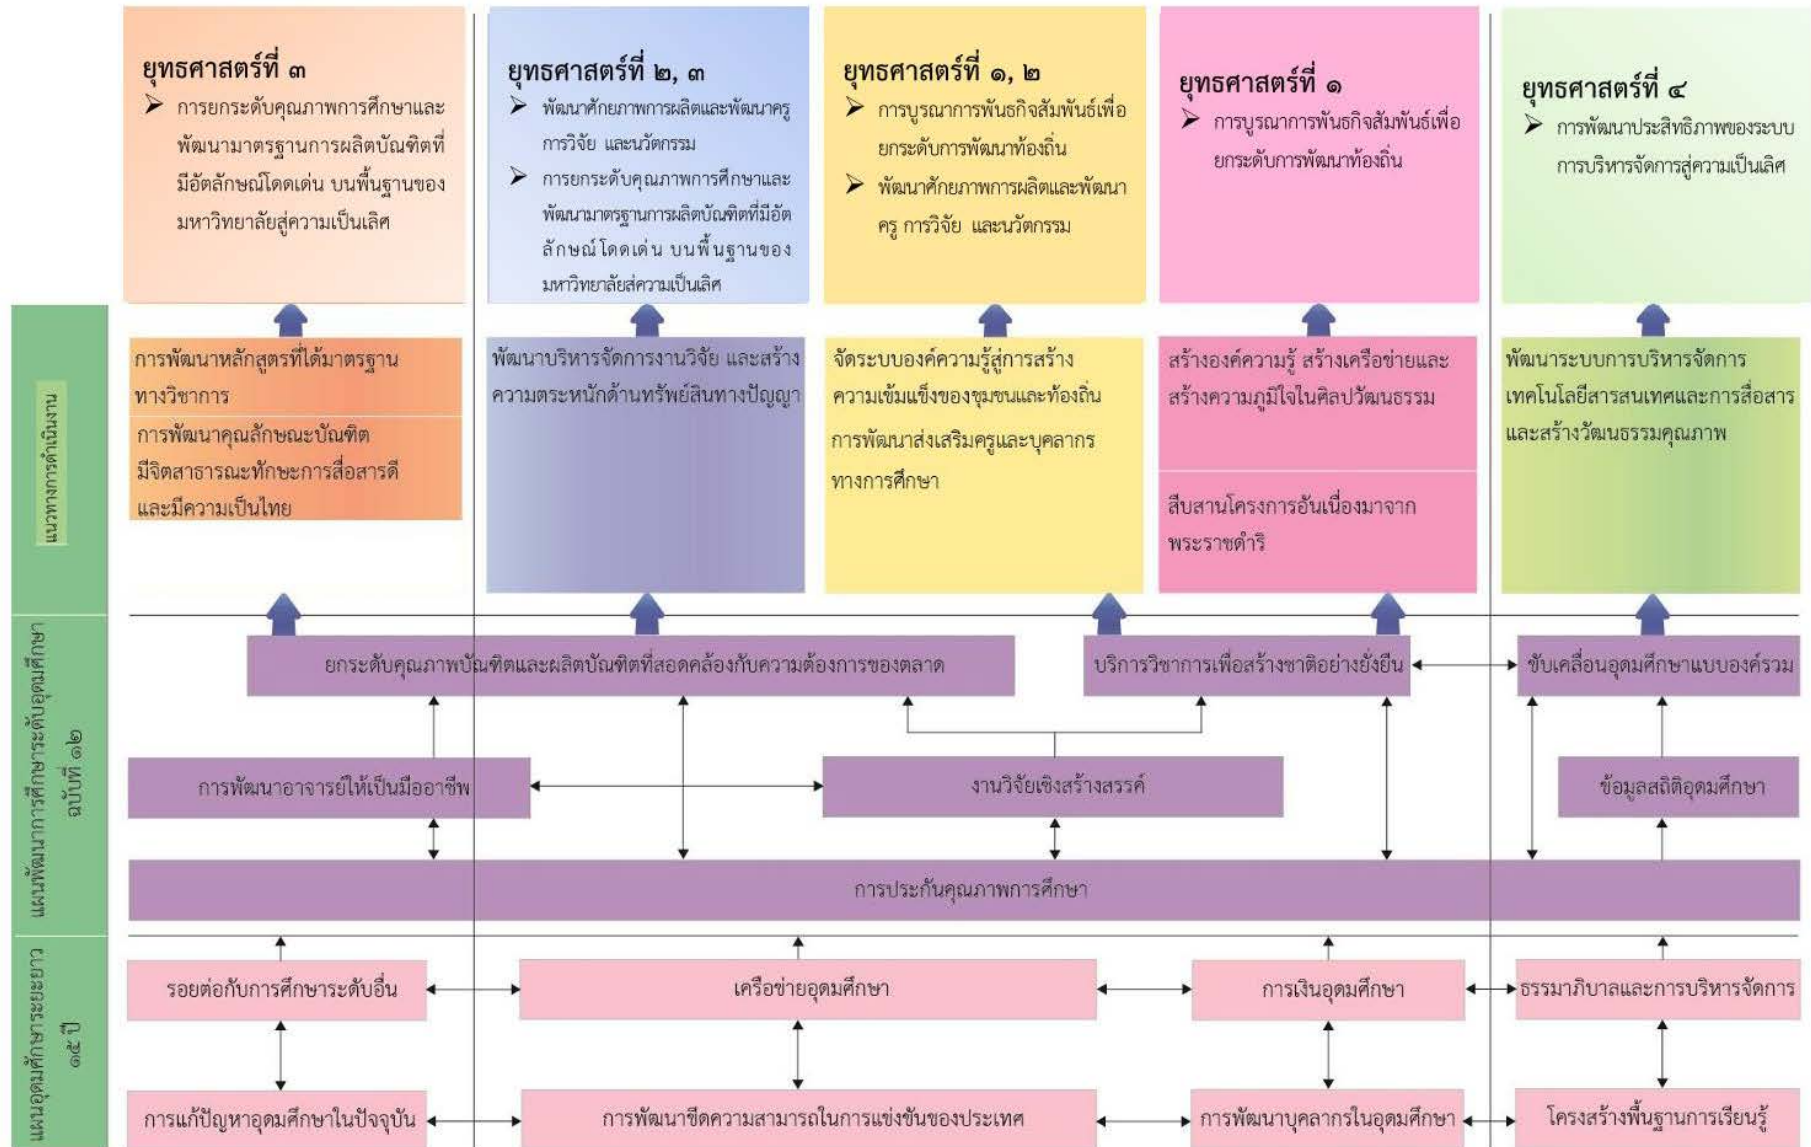 ยุทธศาสตร์ที่ ๓
➢ การยกระดับคุณภาพการศึกษาและ
พัฒนามาตรฐานการผลิตบัณฑิตที่
มีอัตลักษณ์โดดเด่น บนพื้นฐานของ
มหาวิทยาลัยสู่ความเป็นเลิศ
ยุทธศาสตร์ที่ ๒, ๓
➢ พัฒนาศักยภาพการผลิตและพัฒนาครู
การวิจัย และนวัตกรรม
➢ การยกระดับคุณภาพการศึกษาและ
พัฒนามาตรฐานการผลิตบัณฑิตที่มีอัต
ลักษณ์โดดเด่น บนพื้นฐานของ
มหาวิทยาลัยสู่ความเป็นเลิศ
ยุทธศาสตร์ที่ ๑, ๒
➢ การบูรณาการพันธกิจสัมพันธ์เพื่อ
ยกระดับการพัฒนาท้องถิ่น
➢ พัฒนาศักยภาพการผลิตและพัฒนา
ครู การวิจัย และนวัตกรรม
ยุทธศาสตร์ที่ ๑
➢ การบูรณาการพันธกิจสัมพันธ์เพื่อ
ยกระดับการพัฒนาท้องถิ่น
ยุทธศาสตร์ที่ ๔
➢ การพัฒนาประสิทธิภาพของระบบ
การบริหารจัดการสู่ความเป็นเลิศ
แนวทางการดำเนินงาน
การพัฒนาหลักสูตรที่ได้มาตรฐาน
ทางวิชาการ
การพัฒนาคุณลักษณะบัณฑิต
มีจิตสาธารณะทักษะการสื่อสารดี
และมีความเป็นไทย
พัฒนาบริหารจัดการงานวิจัย และสร้าง
ความตระหนักด้านทรัพย์สินทางปัญญา
จัดระบบองค์ความรู้สู่การสร้าง
ความเข้มแข็งของชุมชนและท้องถิ่น
การพัฒนาส่งเสริมครูและบุคลากร
ทางการศึกษา
สร้างองค์ความรู้ สร้างเครือข่ายและ
สร้างความภูมิใจในศิลปวัฒนธรรม
สืบสานโครงการอันเนื่องมาจาก
พระราชดำริ
พัฒนาระบบการบริหารจัดการ
เทคโนโลยีสารสนเทศและการสื่อสาร
และสร้างวัฒนธรรมคุณภาพ
แผนพัฒนาการศึกษาระดับอุดมศึกษา
ฉบับที่ ๑๒
ยกระดับคุณภาพบัณฑิตและผลิตบัณฑิตที่สอดคล้องกับความต้องการของตลาด
บริการวิชาการเพื่อสร้างชาติอย่างยั่งยืน
ขับเคลื่อนอุดมศึกษาแบบองค์รวม
การพัฒนาอาจารย์ให้เป็นมืออาชีพ
งานวิจัยเชิงสร้างสรรค์
ข้อมูลสถิติอุดมศึกษา
การประกันคุณภาพการศึกษา
แผนอุดมศึกษาระยะยาว
๑๕ ปี
รอยต่อกับการศึกษาระดับอื่น
เครือข่ายอุดมศึกษา
การเงินอุดมศึกษา
ธรรมาภิบาลและการบริหารจัดการ
การแก้ปัญหาอุดมศึกษาในปัจจุบัน
การพัฒนาขีดความสามารถในการแข่งขันของประเทศ
การพัฒนาบุคลากรในอุดมศึกษา
โครงสร้างพื้นฐานการเรียนรู้